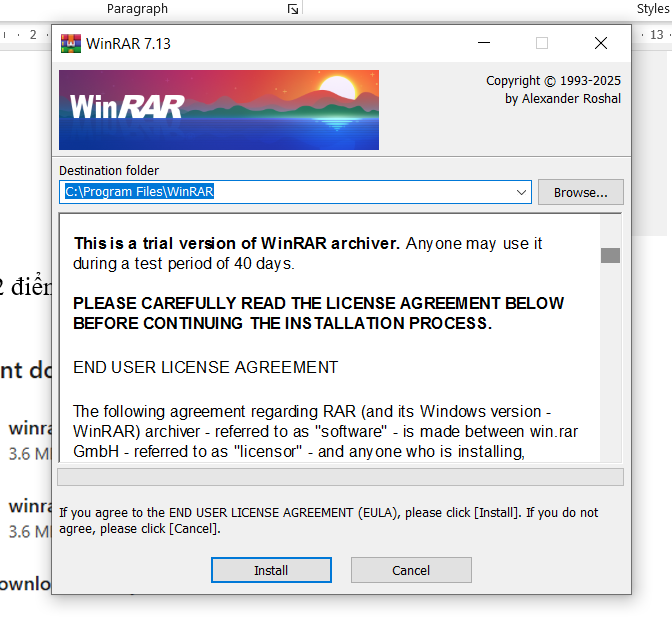 Paragraph
Styles
2
13
WinRAR 7.13
WinRAR
Copyright © 1993-2025
by Alexander Roshal
Destination folder
C:\Program Files\WinRAR
Browse...
This is a trial version of WinRAR archiver. Anyone may use it
during a test period of 40 days.
PLEASE CAREFULLY READ THE LICENSE AGREEMENT BELOW
BEFORE CONTINUING THE INSTALLATION PROCESS.
END USER LICENSE AGREEMENT
The following agreement regarding RAR (and its Windows version -
WinRAR) archiver - referred to as "software" - is made between win.rar
GmbH - referred to as "licensor" - and anyone who is installing,
If you agree to the END USER LICENSE AGREEMENT (EULA), please click [Install]. If you do not
agree, please click [Cancel].
Install
Cancel
2 điển
nt do
winra
3.6 M
winra
3.6 M
ownlo